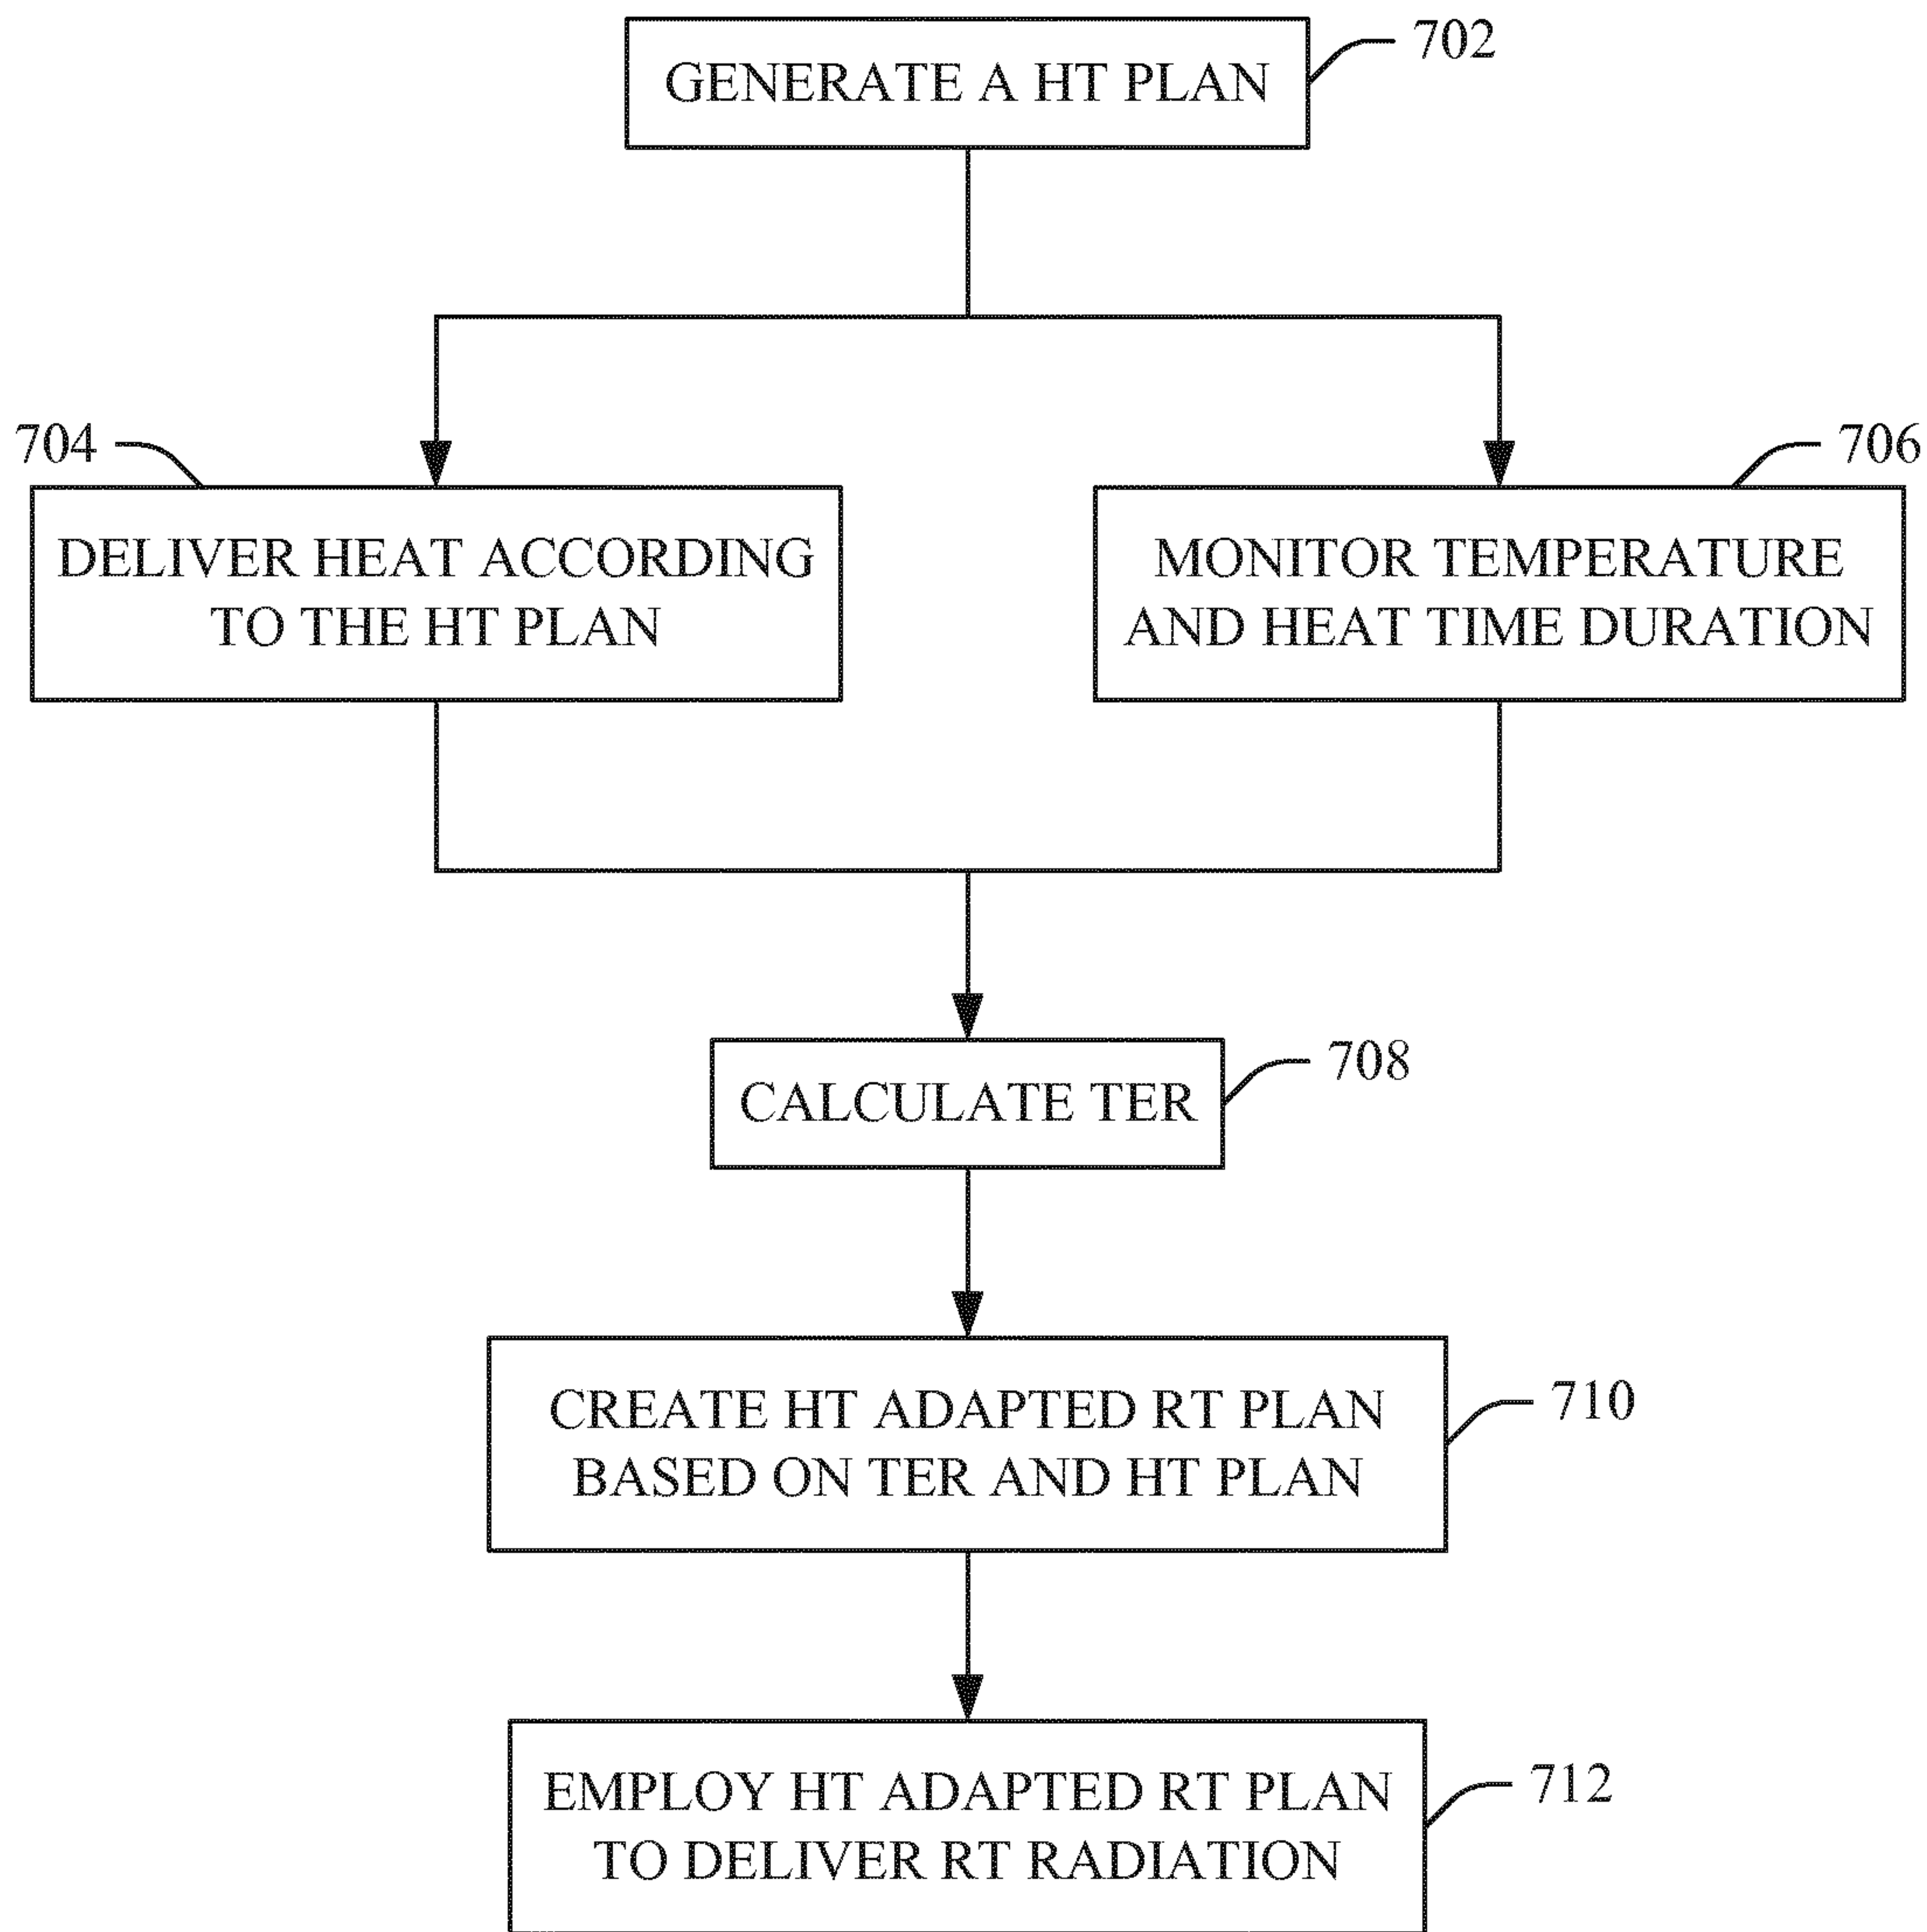 GENERATE A HT PLAN
702
704
706
DELIVER HEAT ACCORDING
TO THE HT PLAN
MONITOR TEMPERATURE
AND HEAT TIME DURATION
CALCULATE TER
708
CREATE HT ADAPTED RT PLAN
BASED ON TER AND HT PLAN
710
EMPLOY HT ADAPTED RT PLAN
TO DELIVER RT RADIATION
712